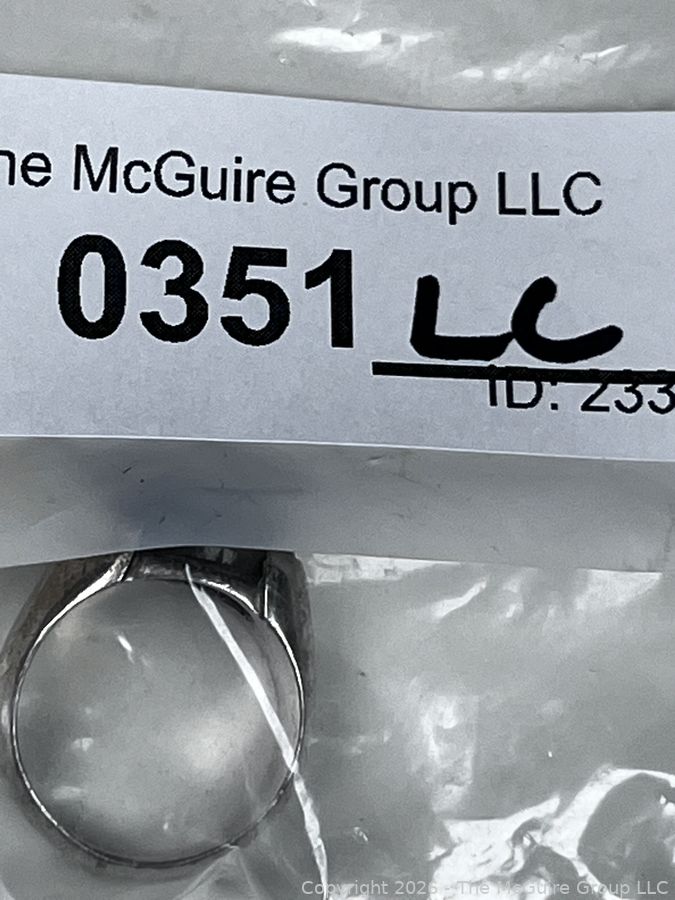 he McGuire Group LLC
0351 LC
ID: 233
Copyright 2026 - The McGuire Group LLC